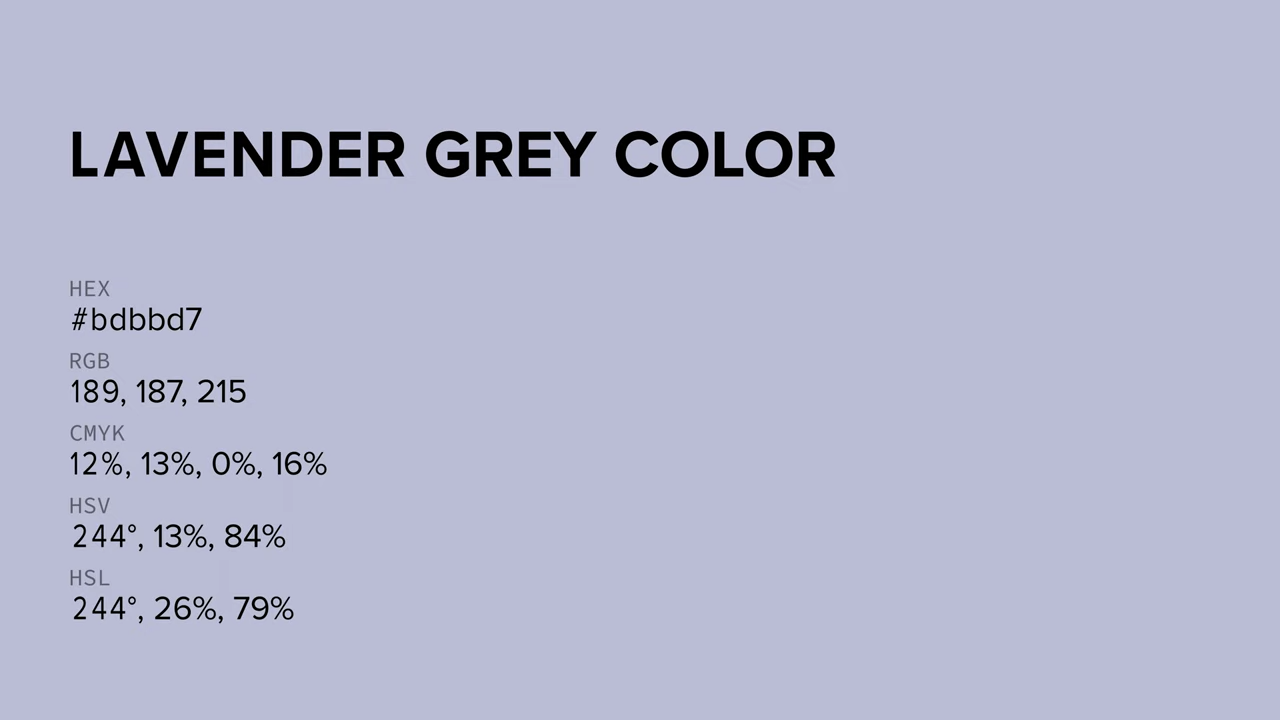 LAVENDER GREY COLOR
HEX
#bdbbd7
RGB
189, 187, 215
CMYK
12%, 13%, 0%, 16%
HSV
244°, 13%, 84%
HSL
244°, 26%, 79%